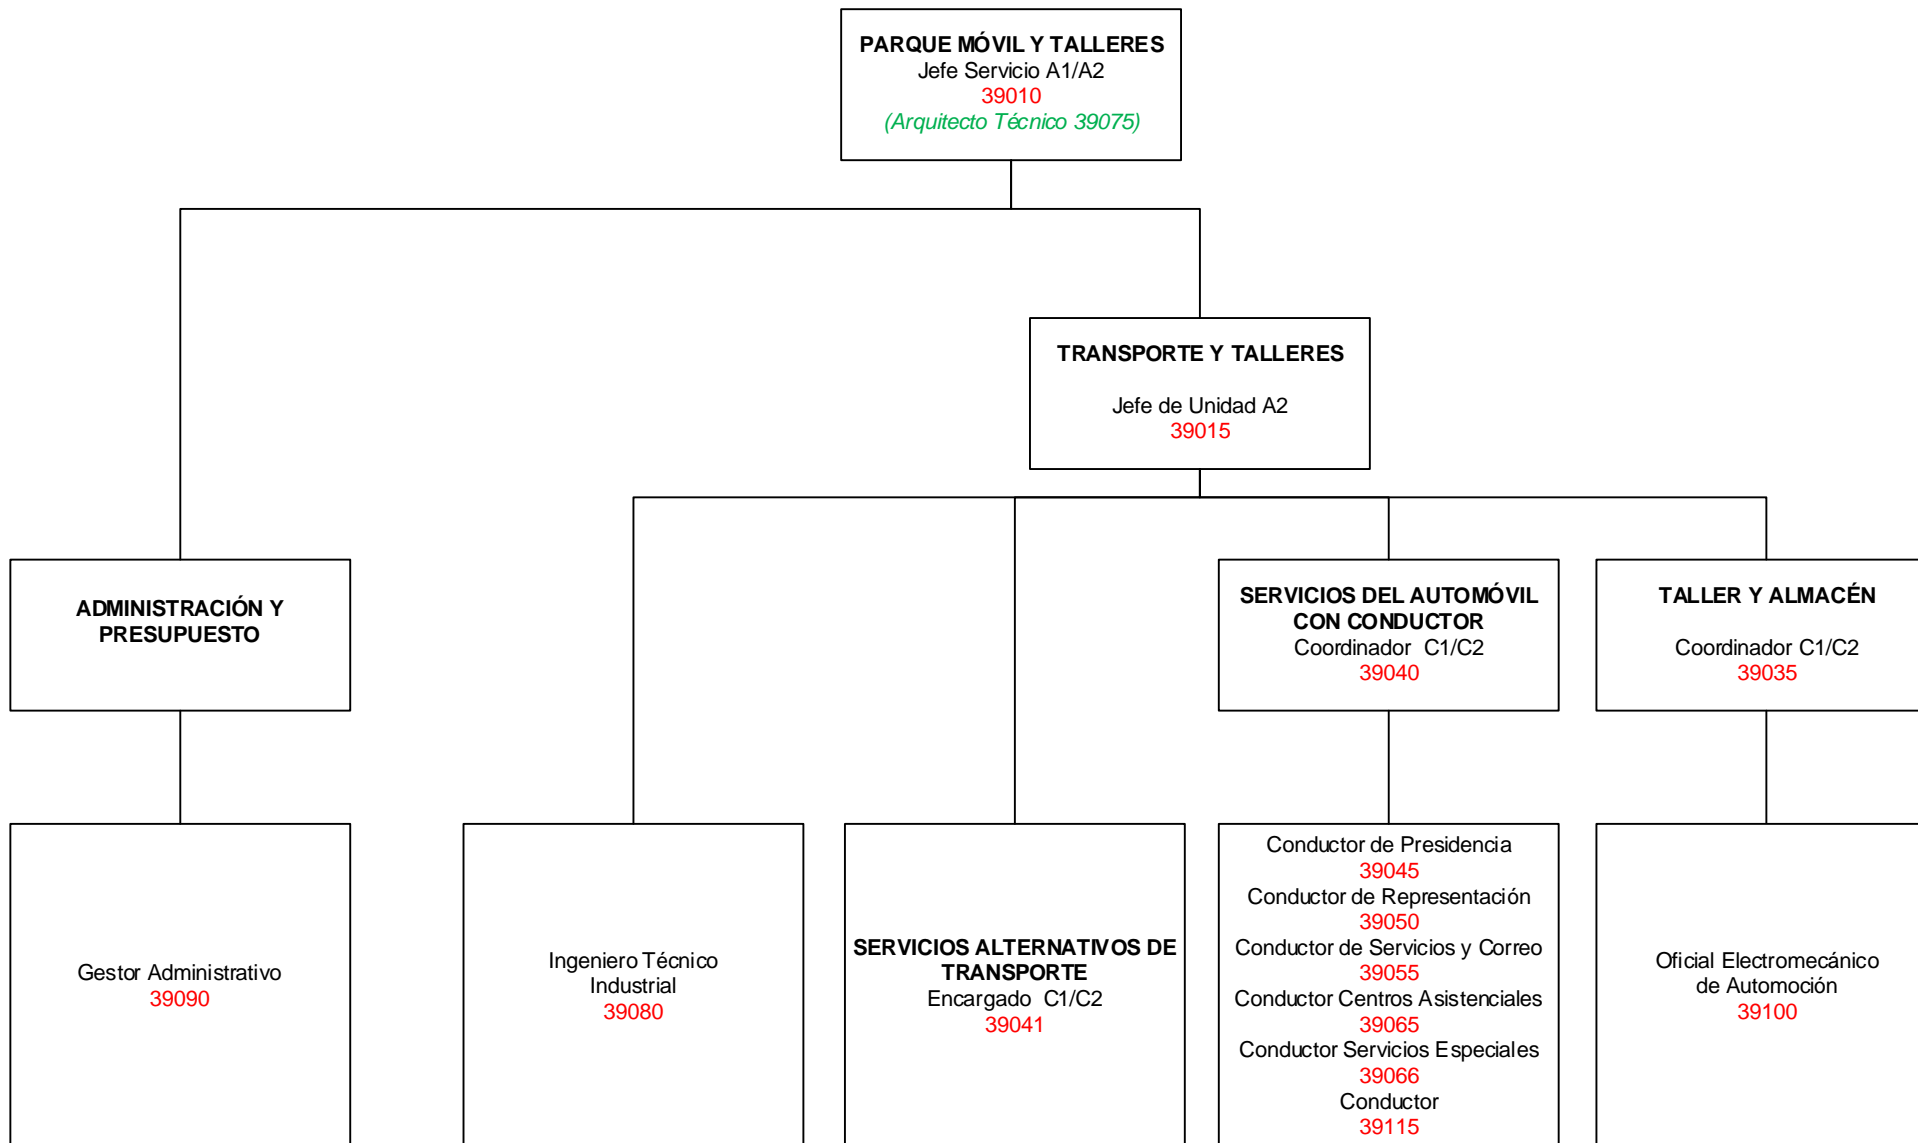 PARQUE MÓVIL Y TALLERES
Jefe Servicio A1/A2
39010
(Arquitecto Técnico 39075)
TRANSPORTE Y TALLERES
Jefe de Unidad A2
39015
ADMINISTRACIÓN Y
PRESUPUESTO
SERVICIOS DEL AUTOMÓVIL
CON CONDUCTOR
Coordinador C1/C2
39040
TALLER Y ALMACÉN
Coordinador C1/C2
39035
Gestor Administrativo
39090
Ingeniero Técnico
Industrial
39080
SERVICIOS ALTERNATIVOS DE
TRANSPORTE
Encargado C1/C2
39041
Conductor de Presidencia
39045
Conductor de Representación
39050
Conductor de Servicios y Correo
39055
Conductor Centros Asistenciales
39065
Conductor Servicios Especiales
39066
Conductor
39115
Oficial Electromecánico
de Automoción
39100